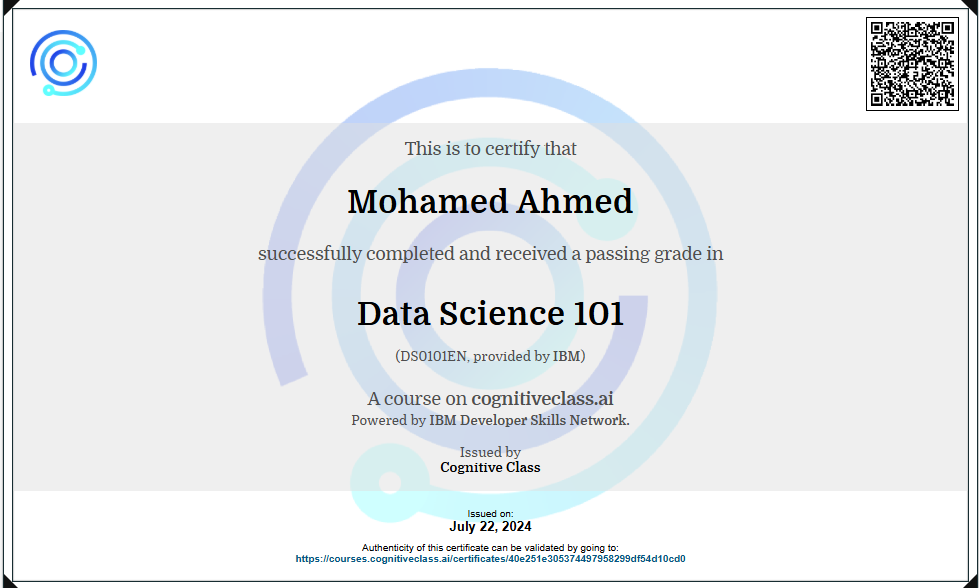 This is to certify that
Mohamed Ahmed
successfully completed and received a passing grade in
Data Science 101
(DS0101EN, provided by IBM)
A course on cognitiveclass.ai
Powered by IBM Developer Skills Network.
Issued by
Cognitive Class
Issued on:
July 22, 2024
Authenticity of this certificate can be validated by going to:
https://courses.cognitiveclass.ai/certificates/40e251e305374497958299df54d10cd0